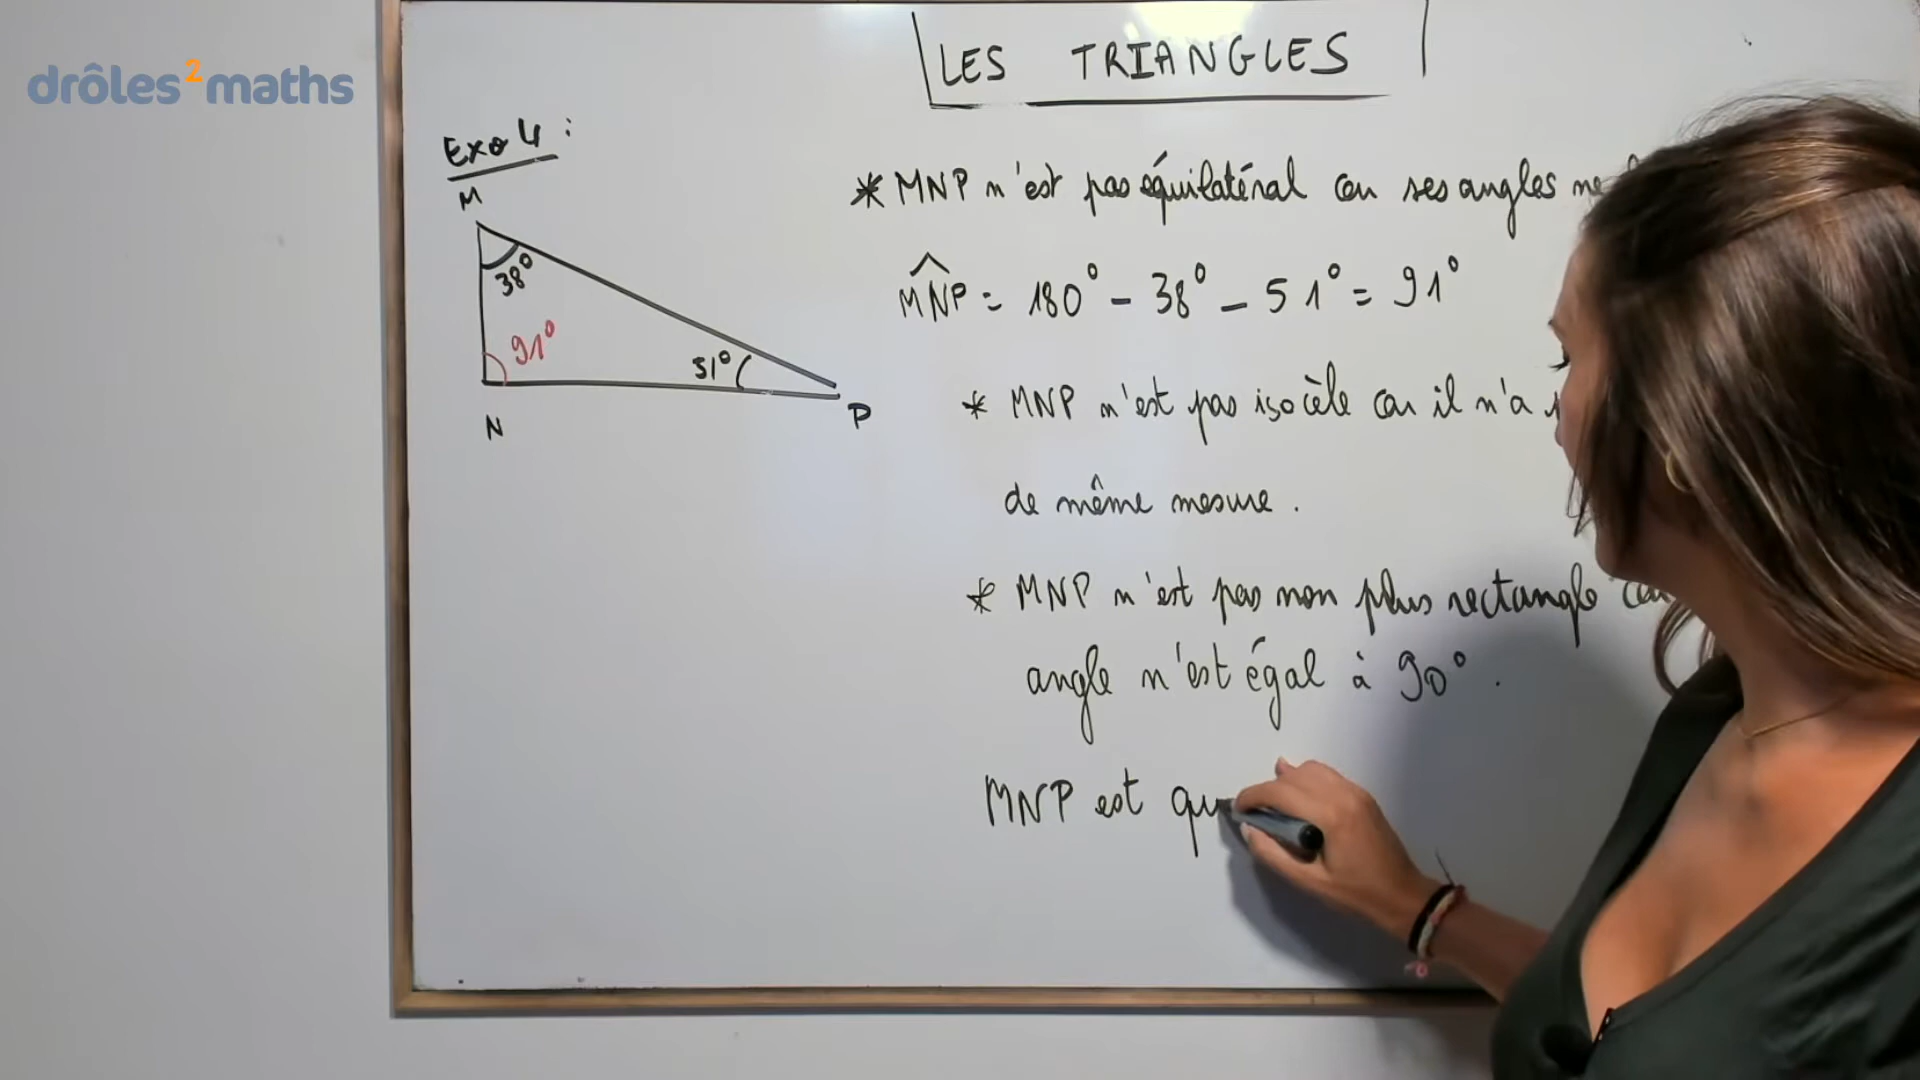 drôles2maths
LES TRIANGLES
Exo 4 :
M
38°
91°
51°
N
P
* MNP n'est pas équilatéral car ses angles ne
MNP = 180° - 38° - 51° = 91°
* MNP n'est pas isocèle car il n'a
de même mesure .
* MNP n'est pas non plus rectangle car
angle n'est égal à 90° .
MNP est qu